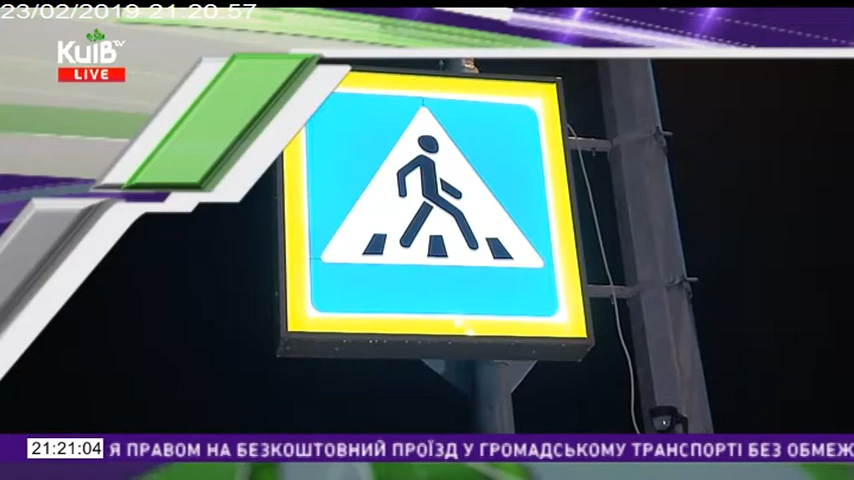 23/02/2019 21:20:57
КиїВ TV
LIVE
21:21:04 Я ПРАВОМ НА БЕЗКОШТОВНИЙ ПРОЇЗД У ГРОМАДСЬКОМУ ТРАНСПОРТІ БЕЗ ОБМЕЖ